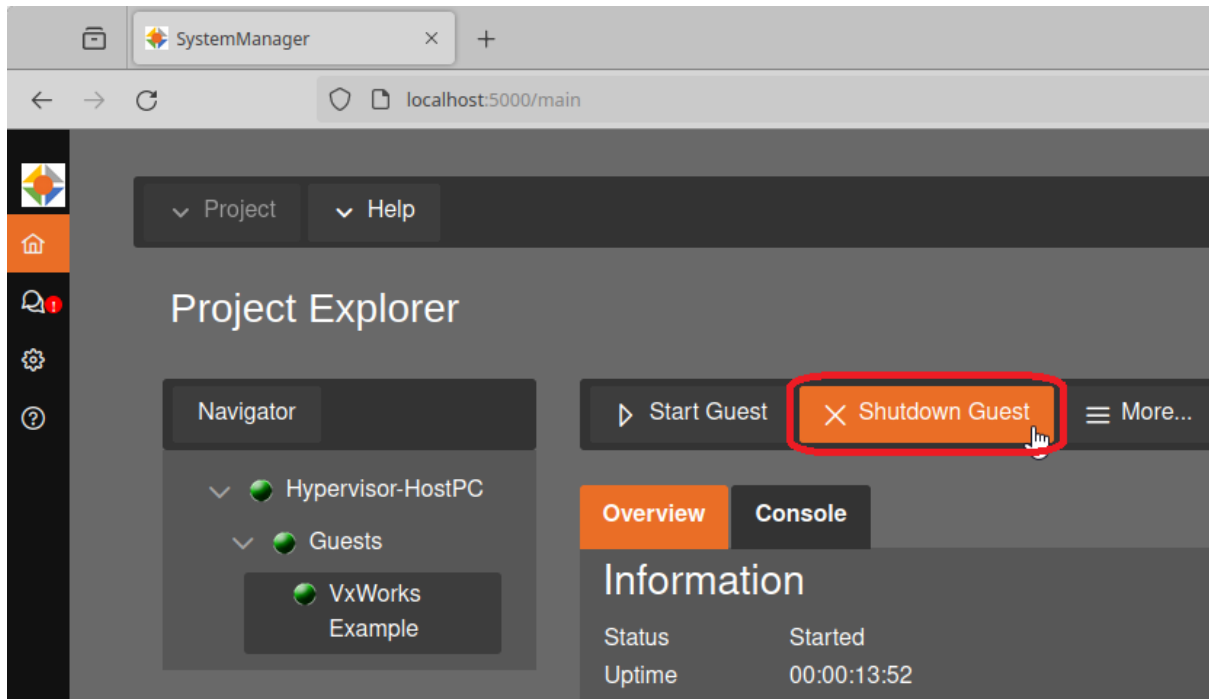 SystemManager
localhost:5000/main
Project Help
Project Explorer
Navigator
Start Guest Shutdown Guest More...
Hypervisor-HostPC
Guests
VxWorks
Example
Overview Console
Information
Status Started
Uptime 00:00:13:52